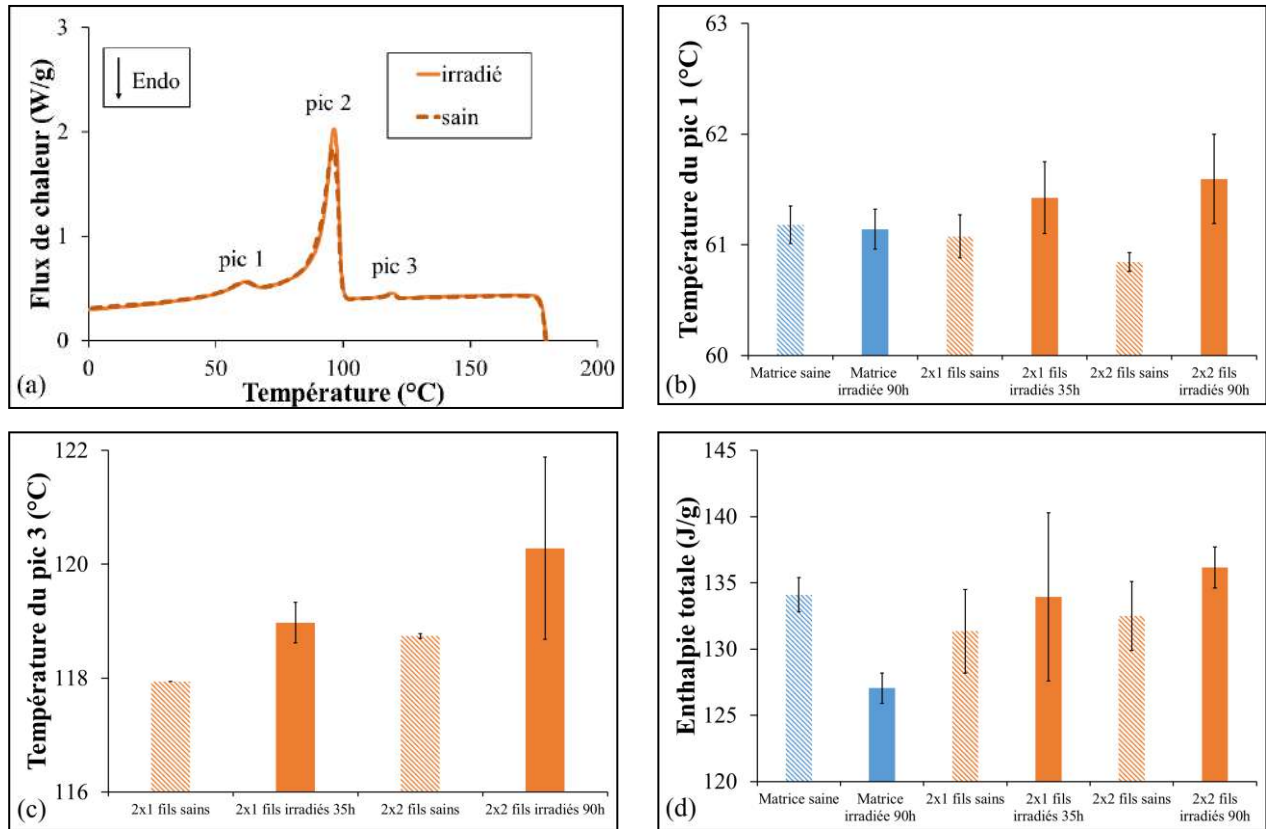 Flux de chaleur (W/g)
3
2
1
0
Endo
irradié
sain
pic 2
pic 1
pic 3
0
50
100
150
200
Température (°C)
(a)
Température du pic 1 (°C)
63
62
61
60
Matrice saine
Matrice
irradiée 90h
2x1 fils sains
2x1 fils
irradiés 35h
2x2 fils sains
2x2 fils
irradiés 90h
(b)
Température du pic 3 (°C)
122
120
118
116
2x1 fils sains
2x1 fils irradiés 35h
2x2 fils sains
2x2 fils irradiés 90h
(c)
Enthalpie totale (J/g)
145
140
135
130
125
120
Matrice saine
Matrice
irradiée 90h
2x1 fils sains
2x1 fils
irradiés 35h
2x2 fils sains
2x2 fils
irradiés 90h
(d)